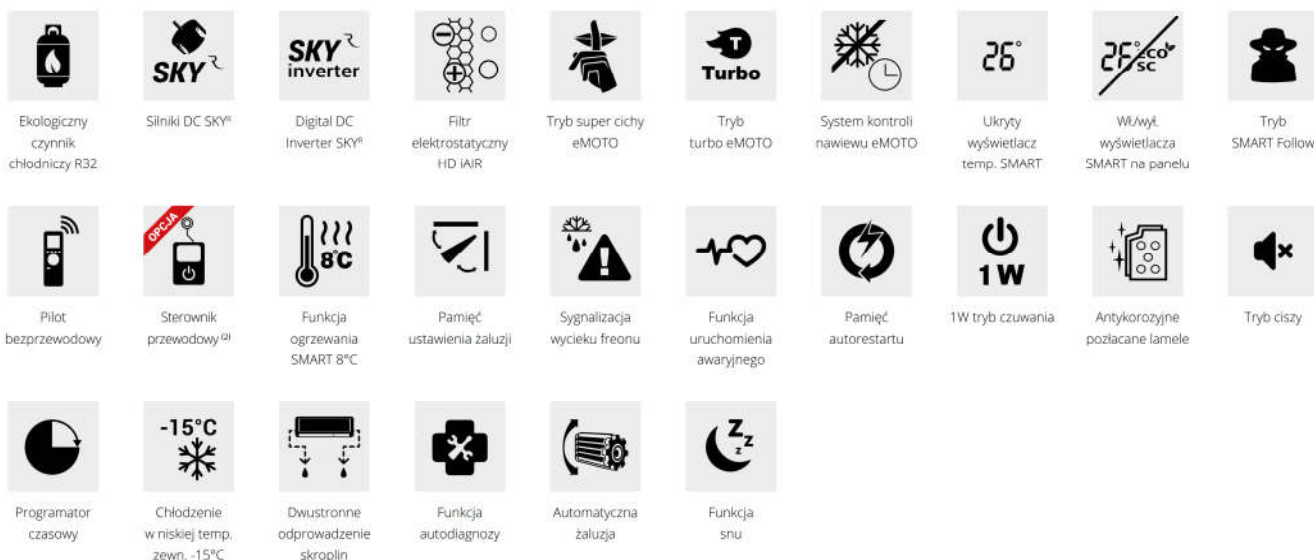 SKY R
SKY R
inverter
T
Turbo
26°
26° eco
SC
Ekologiczny
czynnik
chłodniczy R32
Silniki DC SKYR
Digital DC
Inverter SKYR
Filtr
elektrostatyczny
HD iAIR
Tryb super cichy
eMOTO
Tryb
turbo eMOTO
System kontroli
nawiewu eMOTO
Ukryty
wyświetlacz
temp. SMART
Wł/wył.
wyświetlacza
SMART na panelu
Tryb
SMART Follow
OPCJA
8°C
1W
Pilot
bezprzewodowy
Sterownik
przewodowy (2)
Funkcja
ogrzewania
SMART 8°C
Pamięć
ustawienia żaluzji
Sygnalizacja
wycieku freonu
Funkcja
uruchomienia
awaryjnego
Pamięć
autorestartu
1W tryb czuwania
Antykorozyjne
pozłacane lamele
Tryb ciszy
-15°C
Z z z
Programator
czasowy
Chłodzenie
w niskiej temp.
zewn. -15°C
Dwustronne
odprowadzenie
skroplin
Funkcja
autodiagnozy
Automatyczna
żaluzja
Funkcja
snu